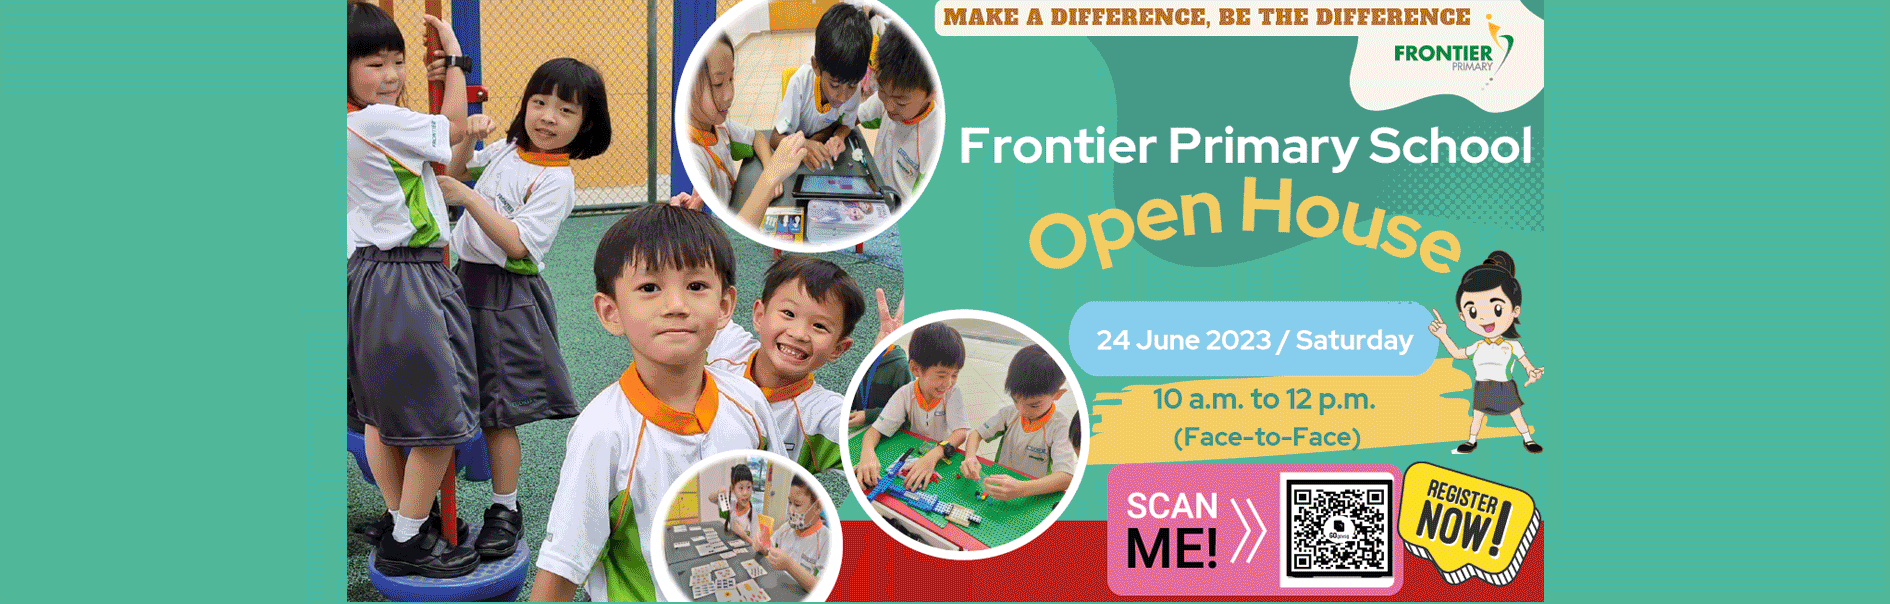 MAKE A DIFFERENCE, BE THE DIFFERENCE
FRONTIER
PRIMARY
Frontier Primary School
Open House
24 June 2023 / Saturday
10 a.m. to 12 p.m.
(Face-to-Face)
SCAN
ME!
REGISTER
NOW!